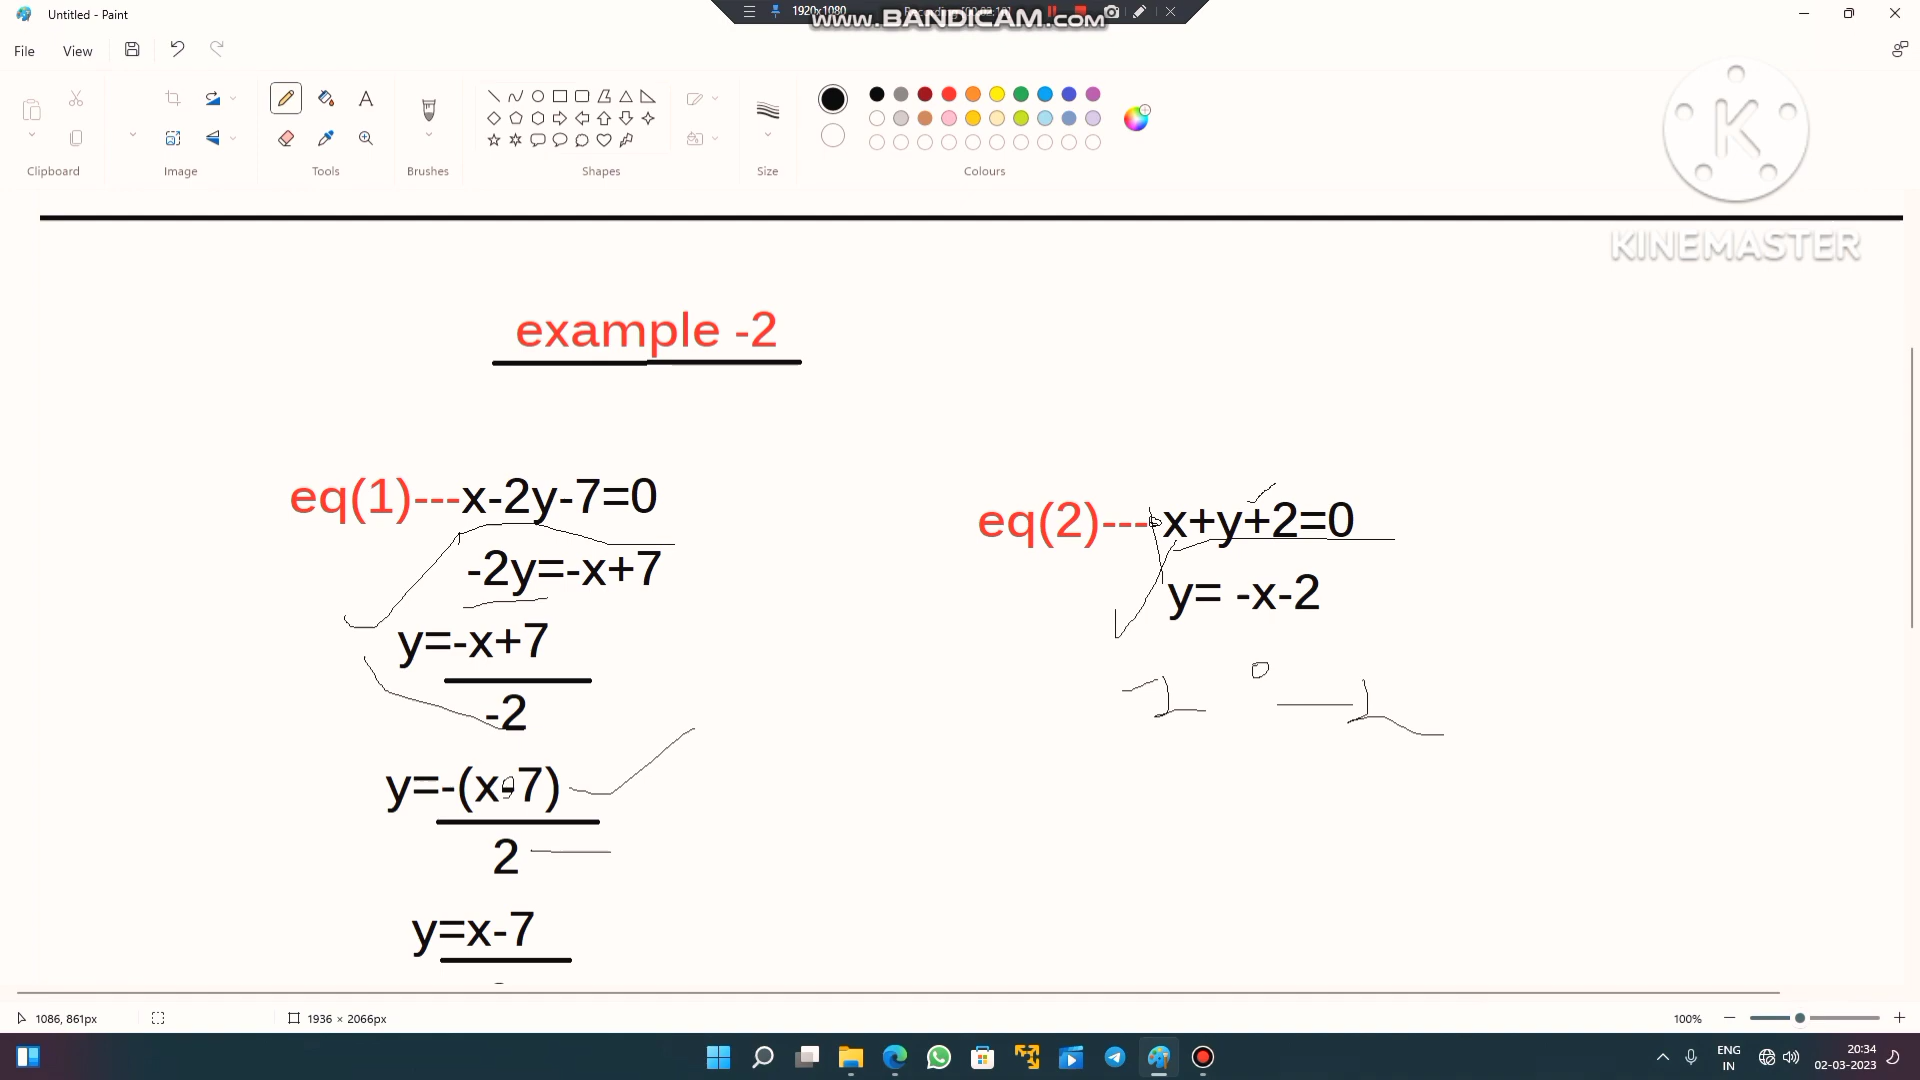 Untitled - Paint
1920x1080
www.BANDICAM.com
File View
Clipboard Image Tools Brushes Shapes Size Colours
K
KINEMASTER
example -2
eq(1)---x-2y-7=0
-2y=-x+7
y=-x+7
-2
y=-(x-7)
2
y=x-7
eq(2)---x+y+2=0
y= -x-2
1086, 861px
1936 × 2066px
100%
ENG
IN
20:34
02-03-2023